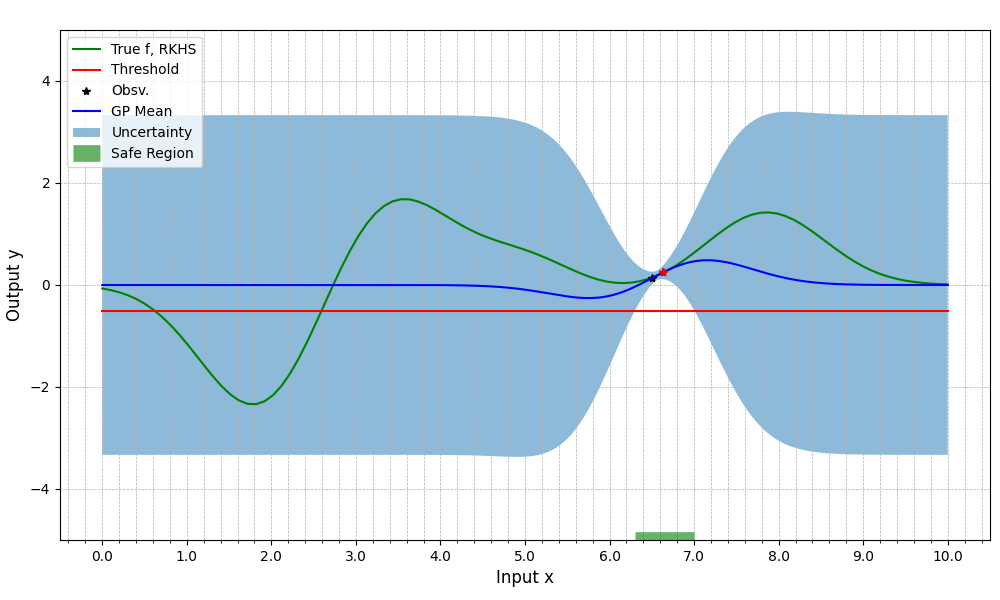 True f, RKHS
Threshold
Obsv.
GP Mean
Uncertainty
Safe Region
4
2
0
−2
−4
Output y
0.0 1.0 2.0 3.0 4.0 5.0 6.0 7.0 8.0 9.0 10.0
Input x